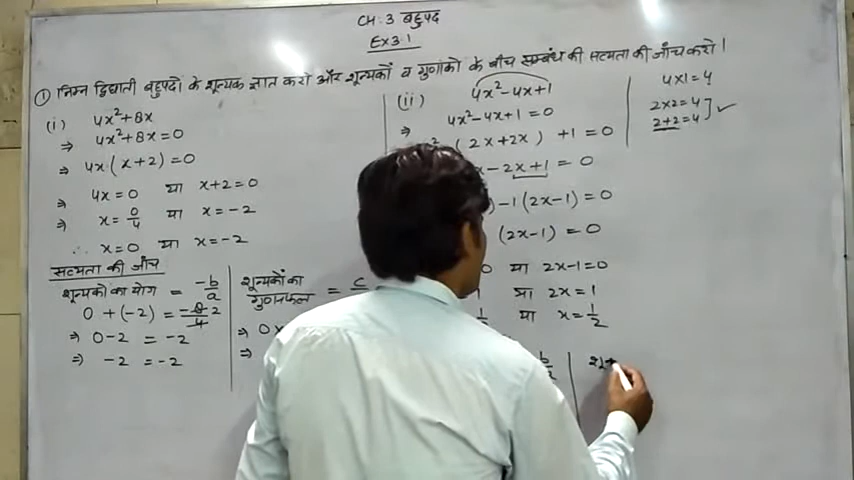 CH: 3 बहुपद
Ex 3.1
① निम्न द्विघाती बहुपदो के शून्यक ज्ञात करो और शून्यकों व गुणांको के बीच सम्बंध की सत्यता की जाँच करो।
(i) 4x²+8x
⇒ 4x²+8x=0
⇒ 4x(x+2)=0
⇒ 4x=0 या x+2=0
⇒ x=0/4 या x=-2
∴ x=0 या x=-2
सत्यता की जाँच
शून्यको का योग = -b/a
0+(-2) = -8/4 2
⇒ 0-2 = -2
⇒ -2 = -2
शून्यकों का गुणनफल = c
⇒ 0x
⇒
(ii) 4x²-4x+1
⇒ 4x²-4x+1=0
(2x+2x)+1=0
-2x+1=0
-1(2x-1)=0
(2x-1)=0
0 या 2x-1=0
1 या 2x=1
या x=1/2
b
शू
4x1=4
2x2=4
2+2=4